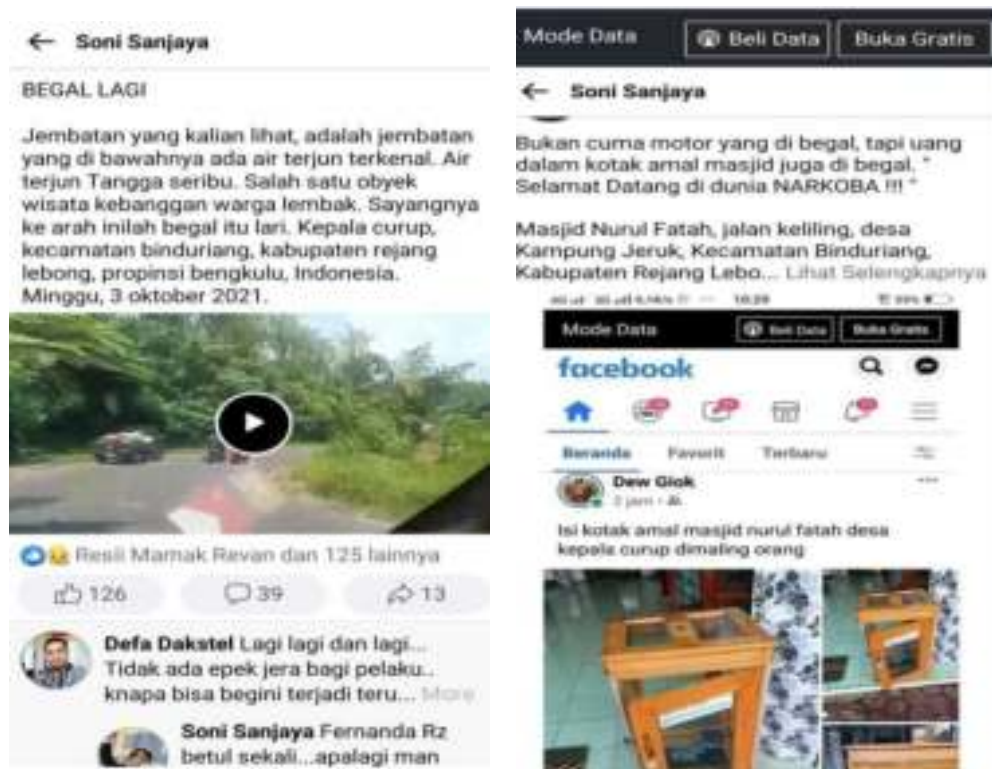 Soni Sanjaya
BEGAL LAGI
Jembatan yang kalian lihat, adalah jembatan
yang di bawahnya ada air terjun terkenal. Air
terjun Tangga seribu. Salah satu obyek
wisata kebanggan warga lembak. Sayangnya
ke arah inilah begal itu lari. Kepala curup,
kecamatan binduriang, kabupaten rejang
lebong, propinsi bengkulu, Indonesia.
Minggu, 3 oktober 2021.
Resli Mamak Revan dan 125 lainnya
126 39 13
Defa Dakstel Lagi lagi dan lagi...
Tidak ada epek jera bagi pelaku..
knapa bisa begini terjadi teru... More
Soni Sanjaya Fernanda Rz
betul sekali...apalagi man
Mode Data Beli Data Buka Gratis
Soni Sanjaya
Bukan cuma motor yang di begal, tapi uang
dalam kotak amal masjid juga di begal. "
Selamat Datang di dunia NARKOBA !!! "
Masjid Nurul Fatah, jalan keliling, desa
Kampung Jeruk, Kecamatan Binduriang,
Kabupaten Rejang Lebo... Lihat Selengkapnya
Mode Data Beli Data Buka Gratis
facebook
Beranda Favorit Terbaru
Dew Giok
2 jam
Isi kotak amal masjid nurul fatah desa
kepala curup dimaling orang